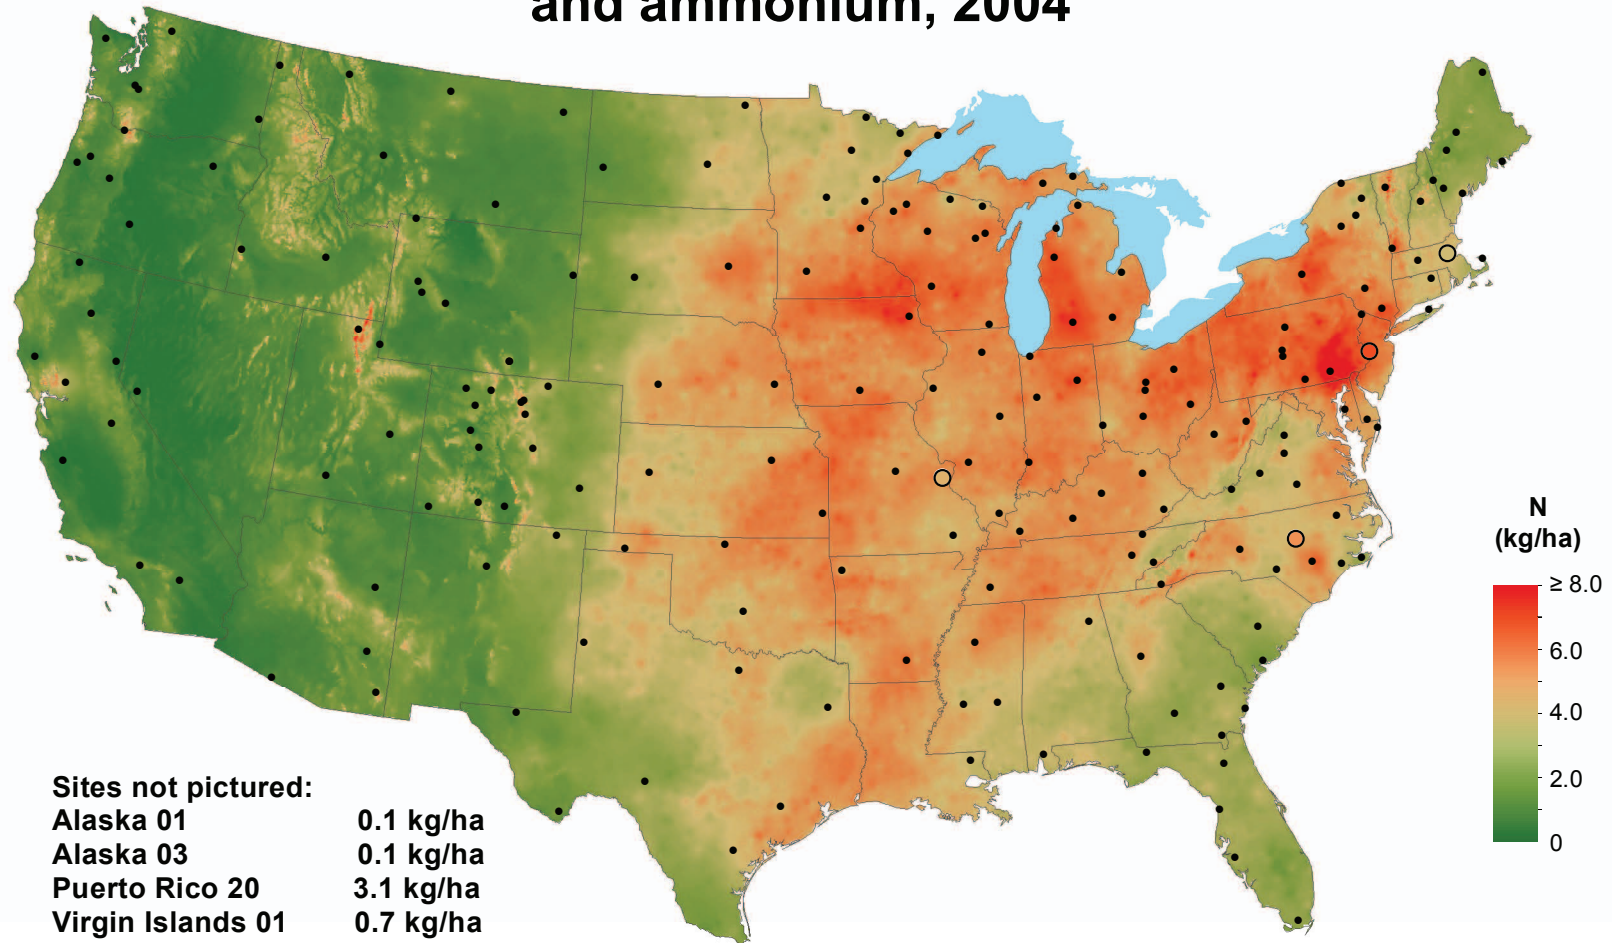 and ammonium, 2004
N
(kg/ha)
≥ 8.0
6.0
4.0
2.0
0
Sites not pictured:
Alaska 01 0.1 kg/ha
Alaska 03 0.1 kg/ha
Puerto Rico 20 3.1 kg/ha
Virgin Islands 01 0.7 kg/ha